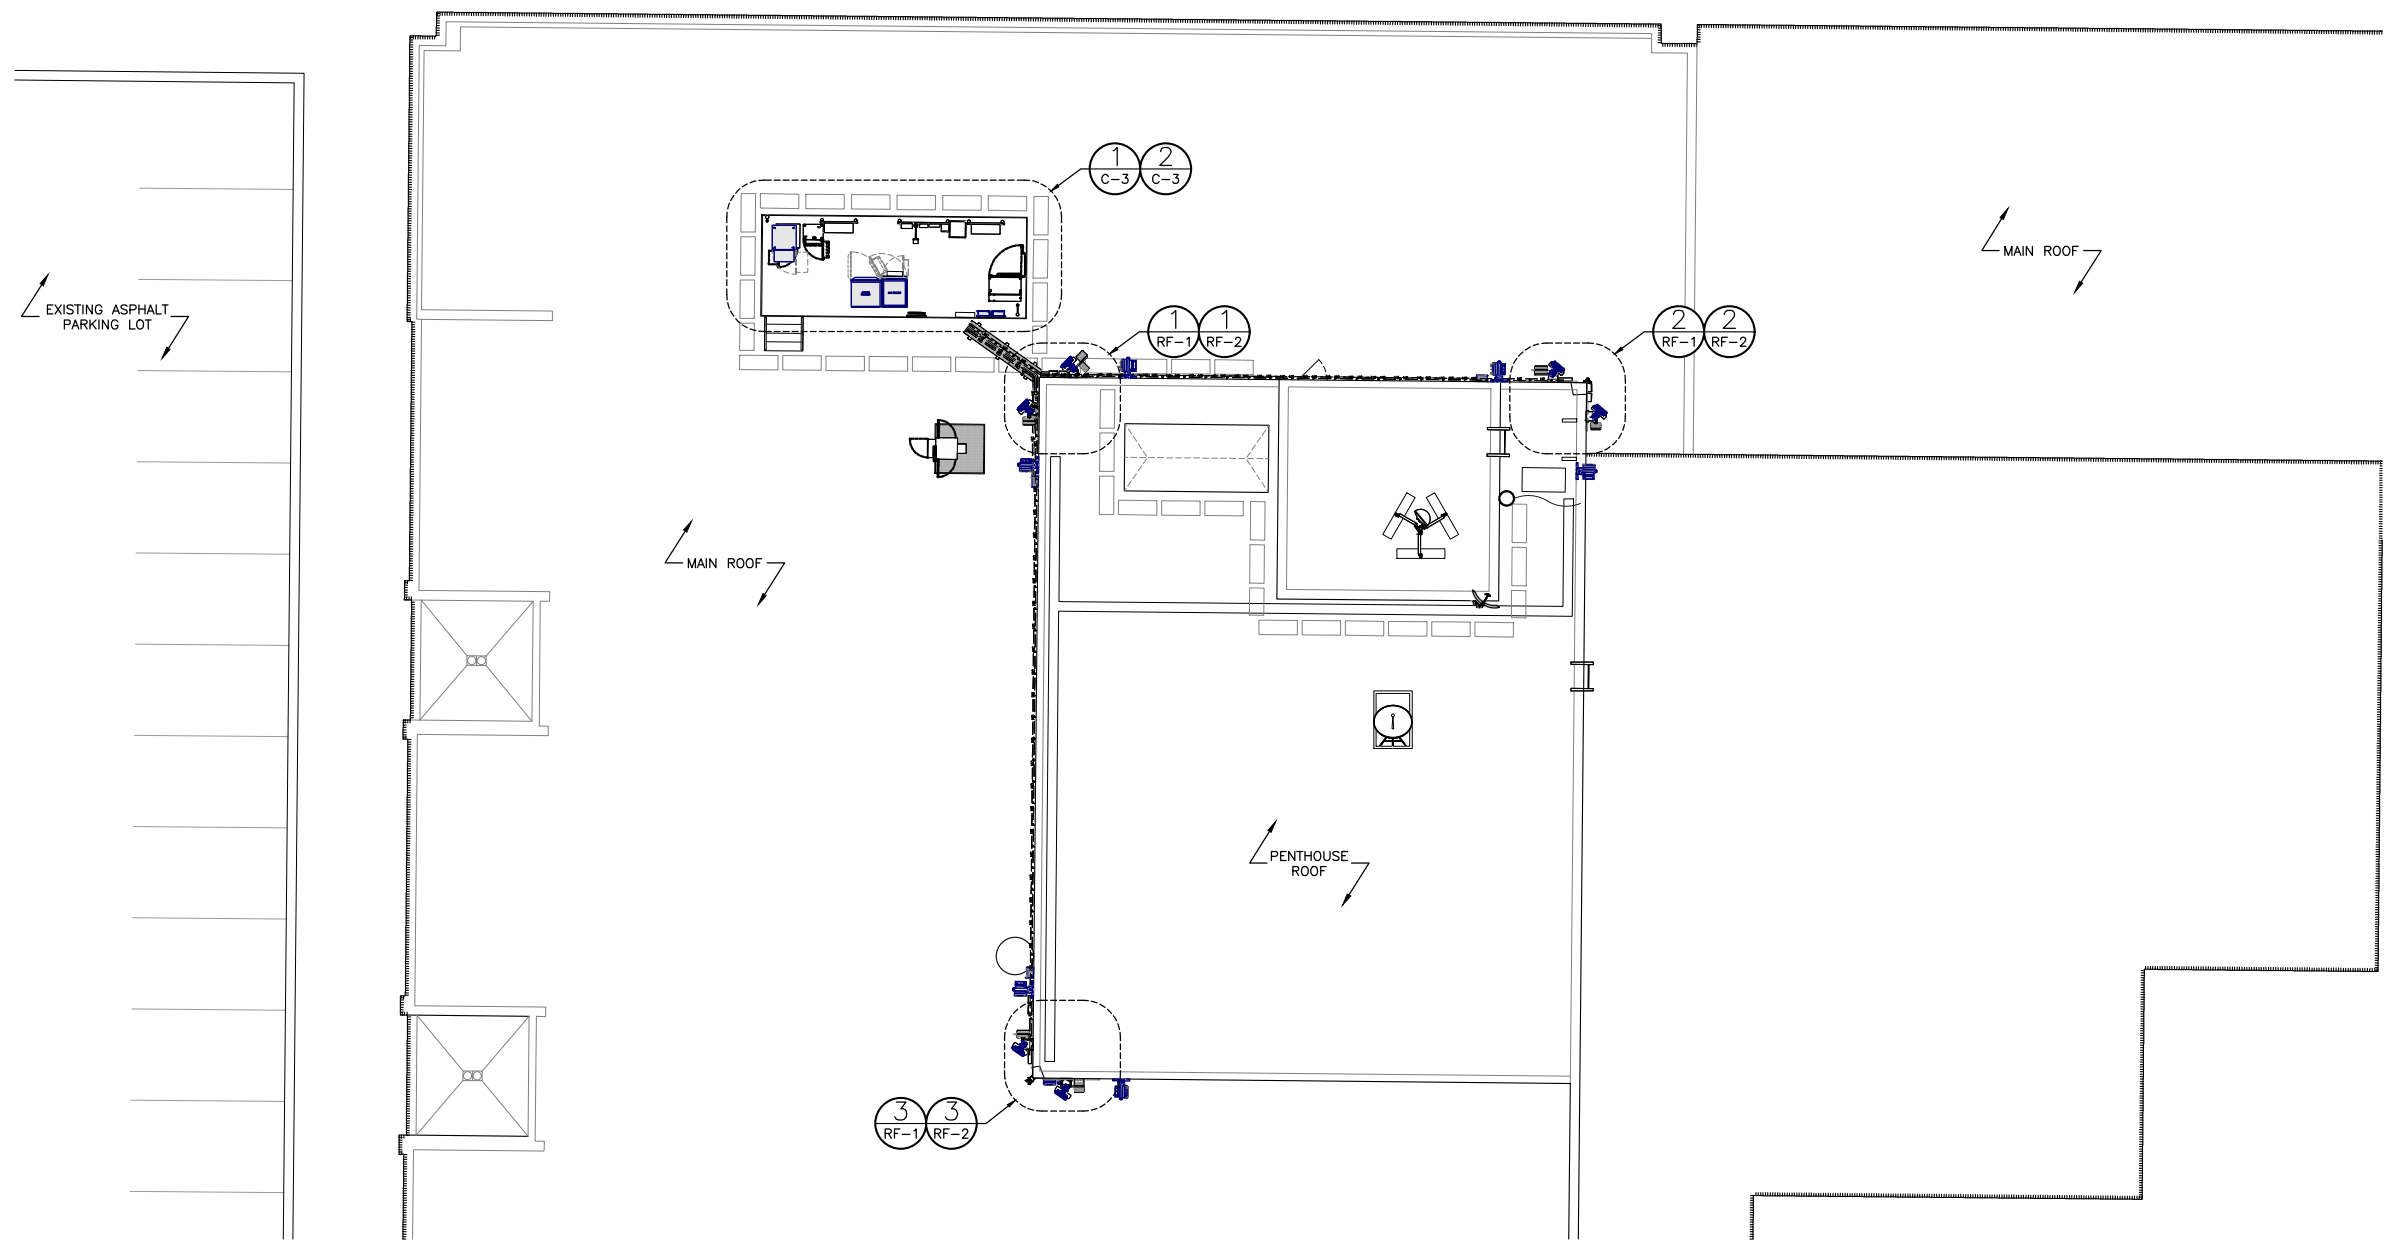 1 2
C-3 C-3
MAIN ROOF
EXISTING ASPHALT
PARKING LOT
1 1
RF-1 RF-2
2 2
RF-1 RF-2
MAIN ROOF
PENTHOUSE
ROOF
3 3
RF-1 RF-2